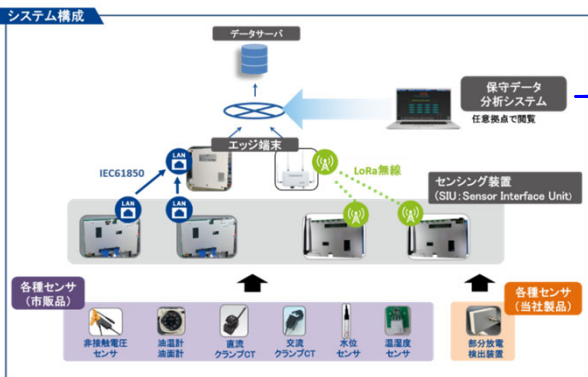 システム構成
データサーバ
保守データ
分析システム
任意拠点で閲覧
エッジ端末
IEC61850
LAN
LoRa無線
センシング装置
(SIU:Sensor Interface Unit)
LAN
LAN
各種センサ
(市販品)
各種センサ
(当社製品)
非接触電圧
センサ
油温計
油面計
直流
クランプCT
交流
クランプCT
水位
センサ
温湿度
センサ
部分放電
検出装置